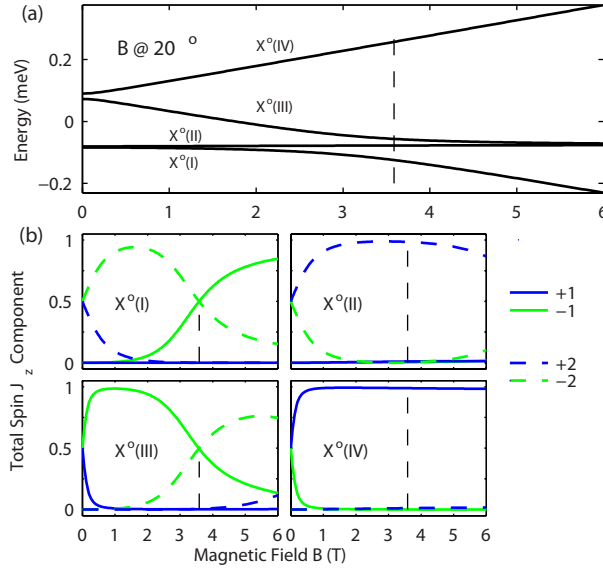 (a)
B @ 20 °
X°(IV)
X°(III)
X°(II)
X°(I)
Energy (meV)
0.2
0
−0.2
0 1 2 3 4 5 6
(b)
Total Spin J z Component
1
0.5
0
X°(I)
X°(II)
1
0.5
0
X°(III)
X°(IV)
0 1 2 3 4 5 6
0 1 2 3 4 5 6
Magnetic Field B (T)
+1
−1
+2
−2